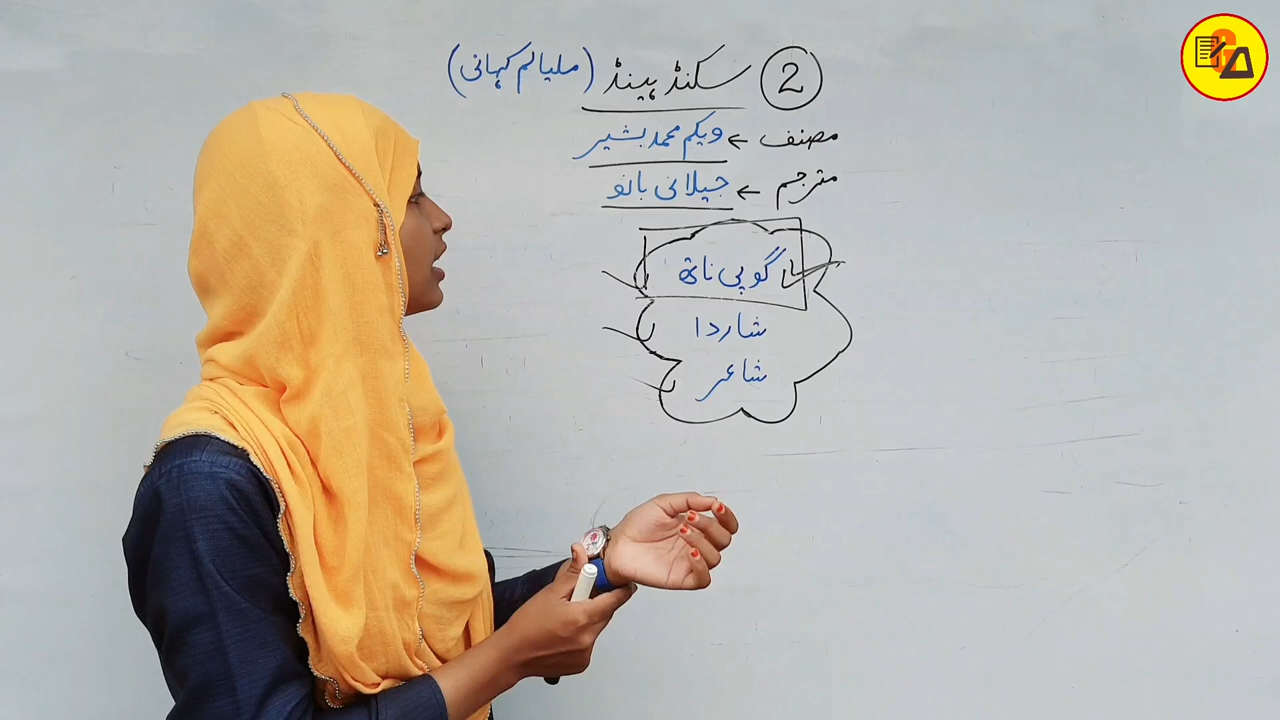 2 سکنڈ ہینڈ (ملیالم کہانی)
مصنف ← ویکم محمد بشیر
مترجم ← جیلانی بانو
گوپی ناتھ
شاردا
شاعر